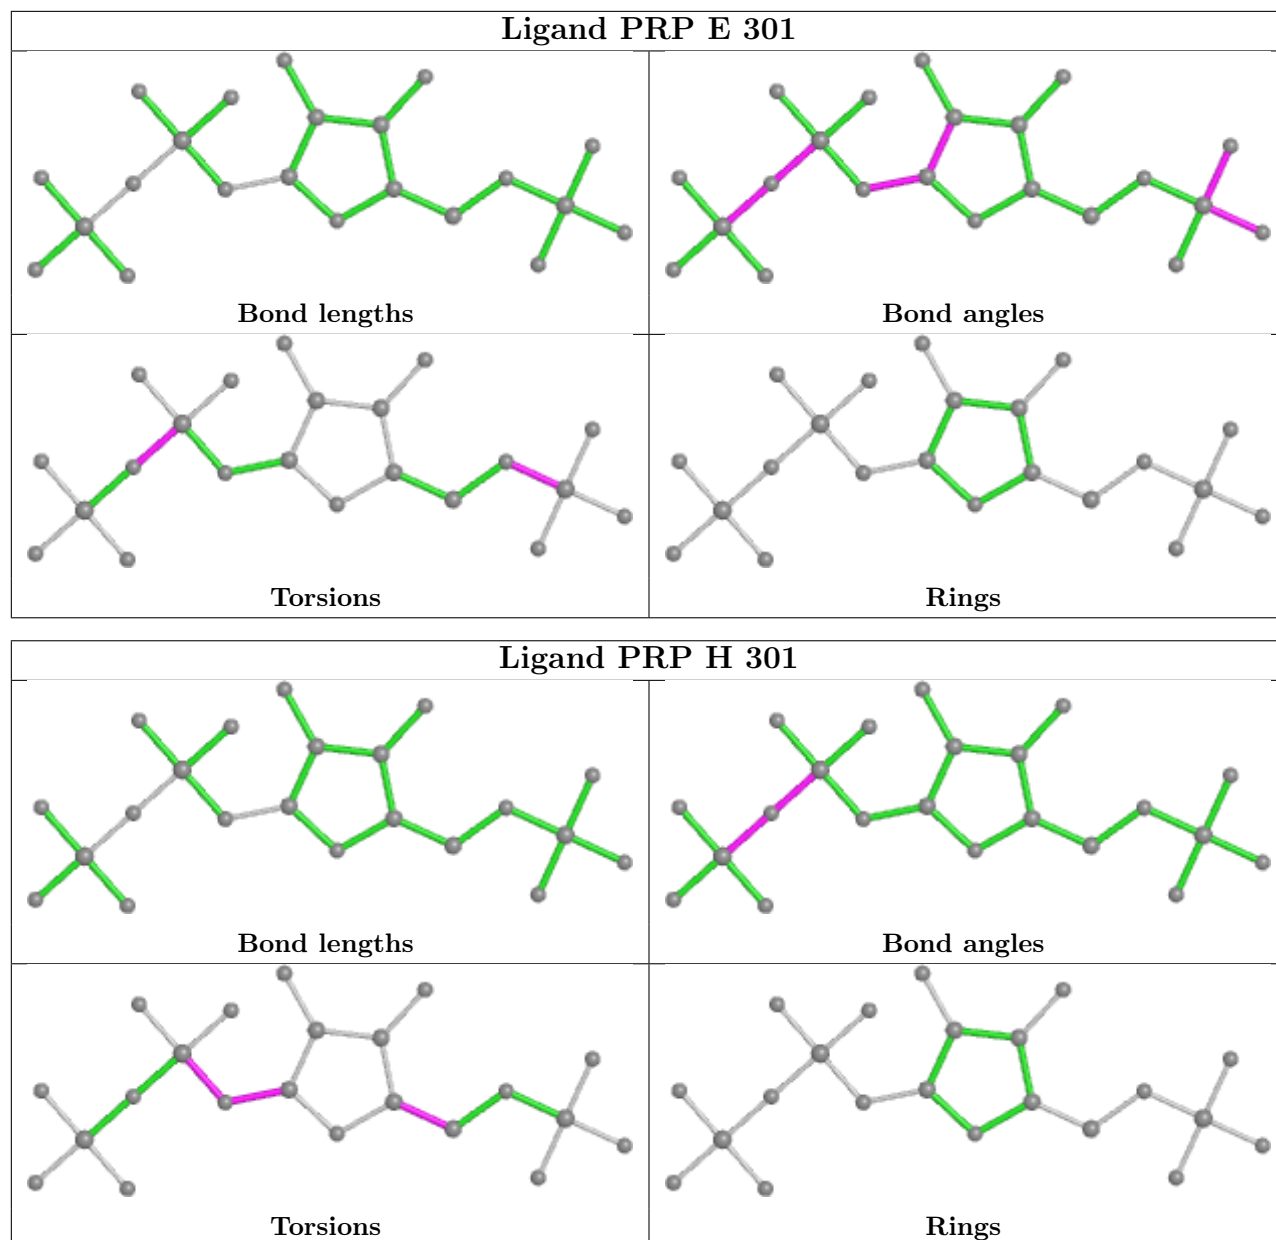 Ligand PRP E 301
Bond lengths
Bond angles
Torsions
Rings
Ligand PRP H 301
Bond lengths
Bond angles
Torsions
Rings